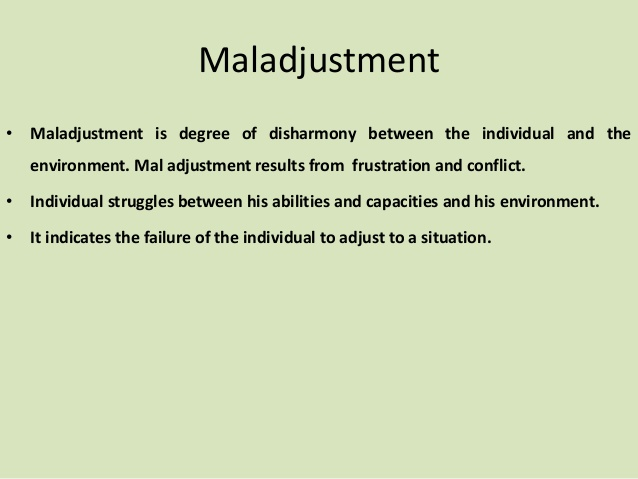 Maladjustment
• Maladjustment is degree of disharmony between the individual and the
environment. Mal adjustment results from frustration and conflict.
• Individual struggles between his abilities and capacities and his environment.
• It indicates the failure of the individual to adjust to a situation.